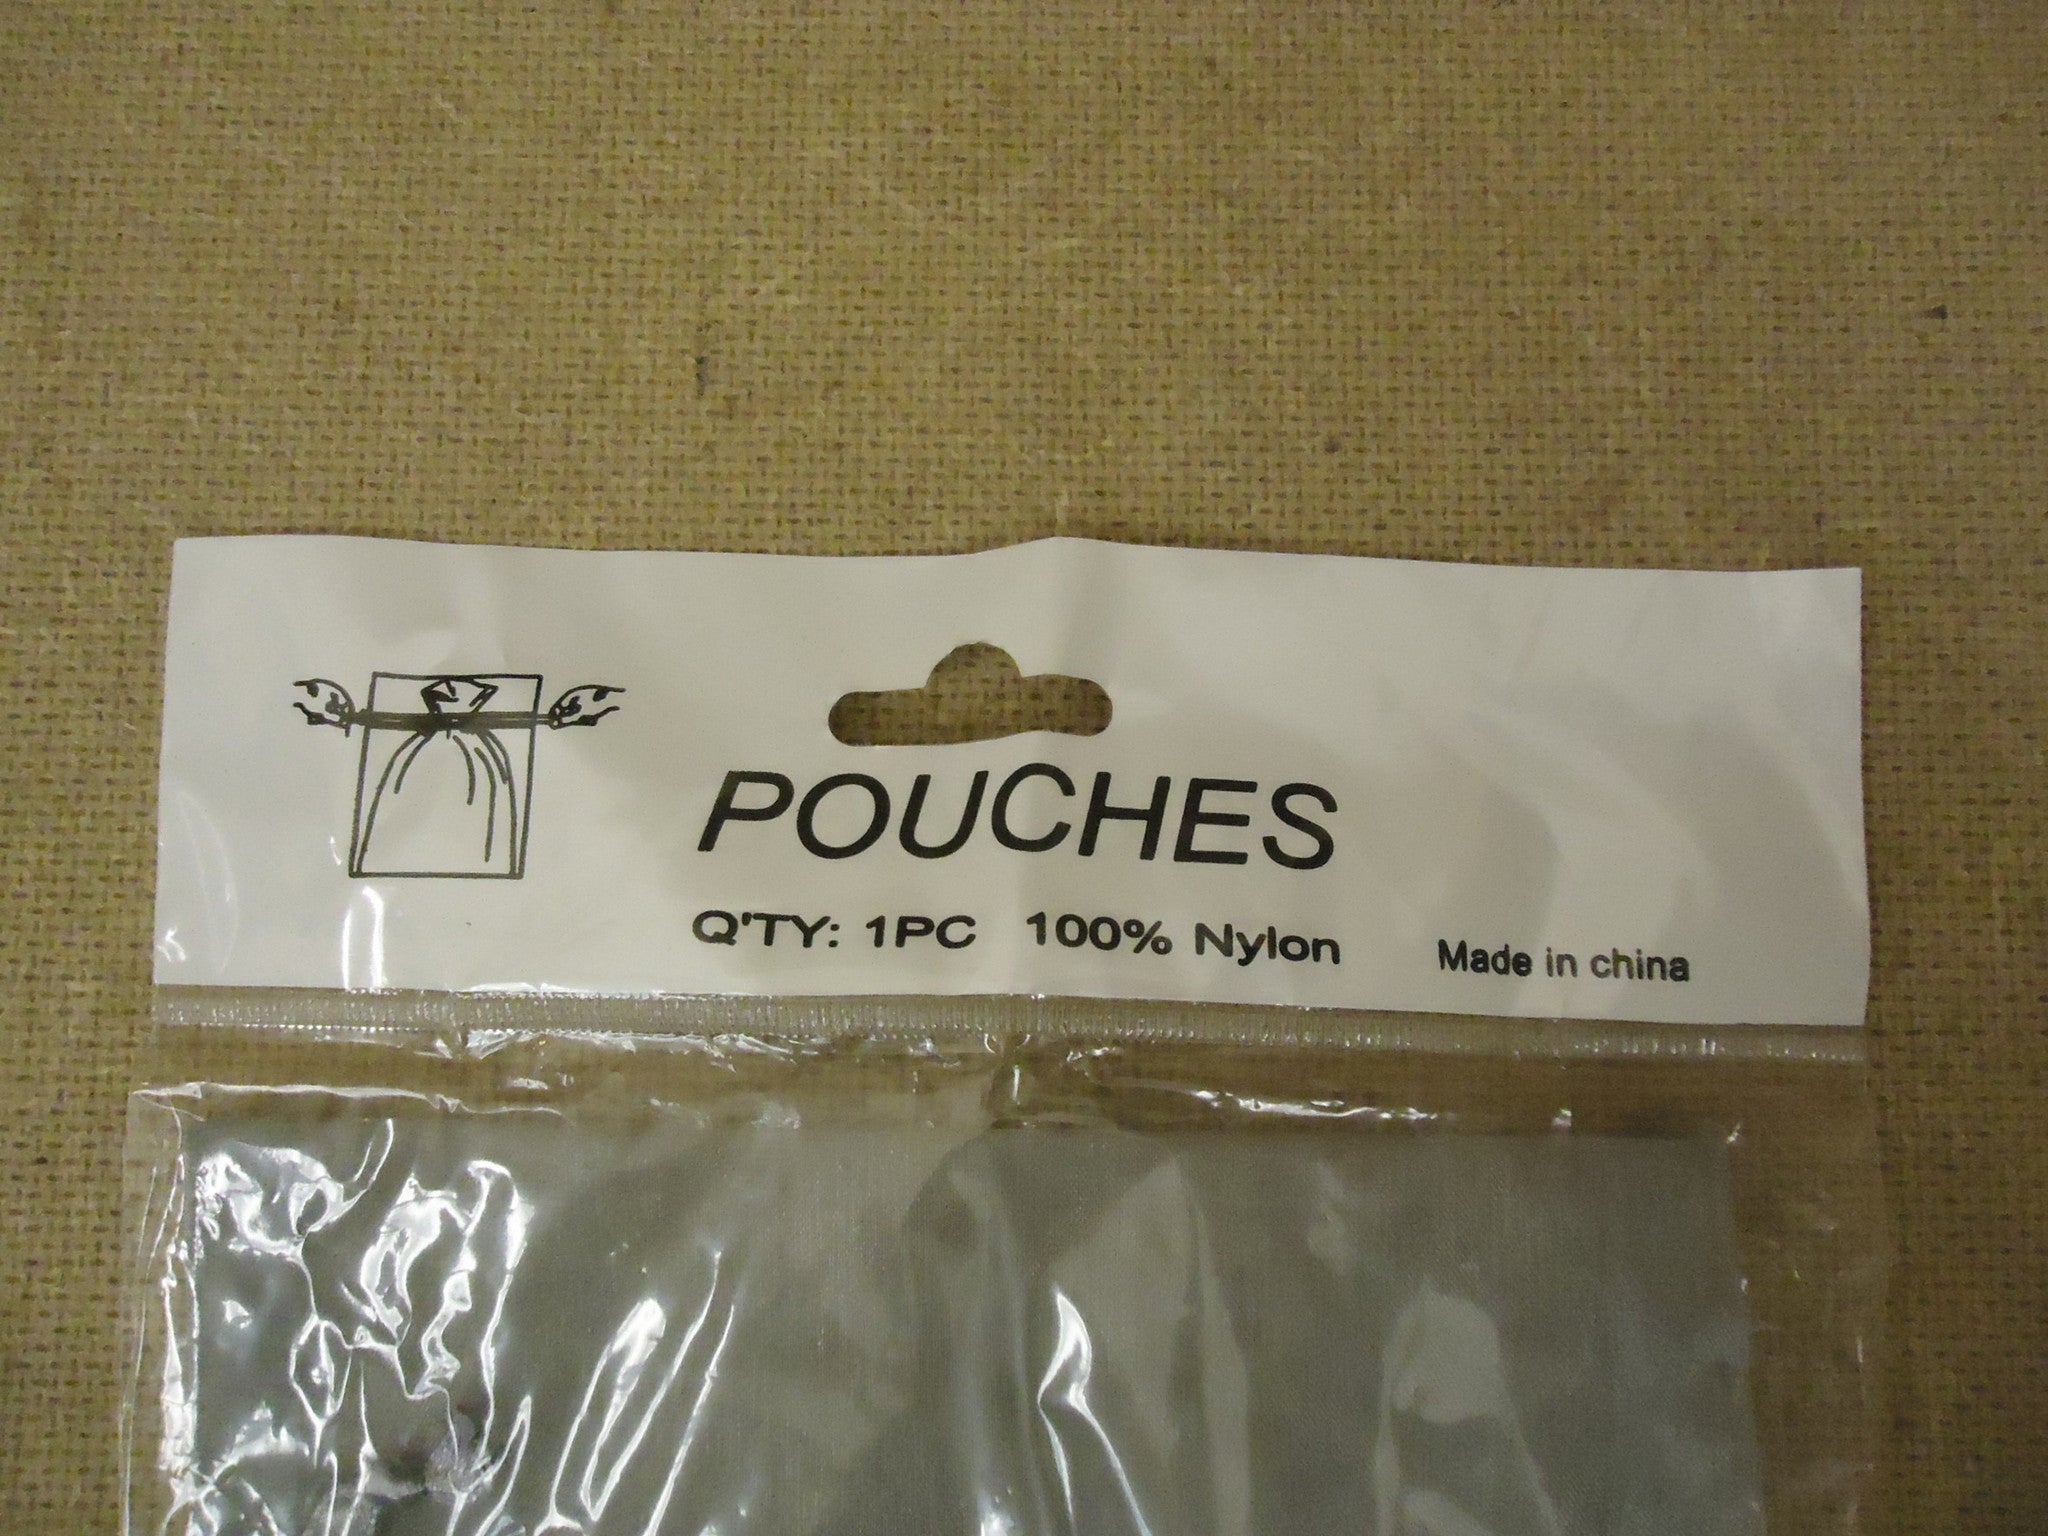 POUCHES
Q'TY: 1PC 100% Nylon Made in china